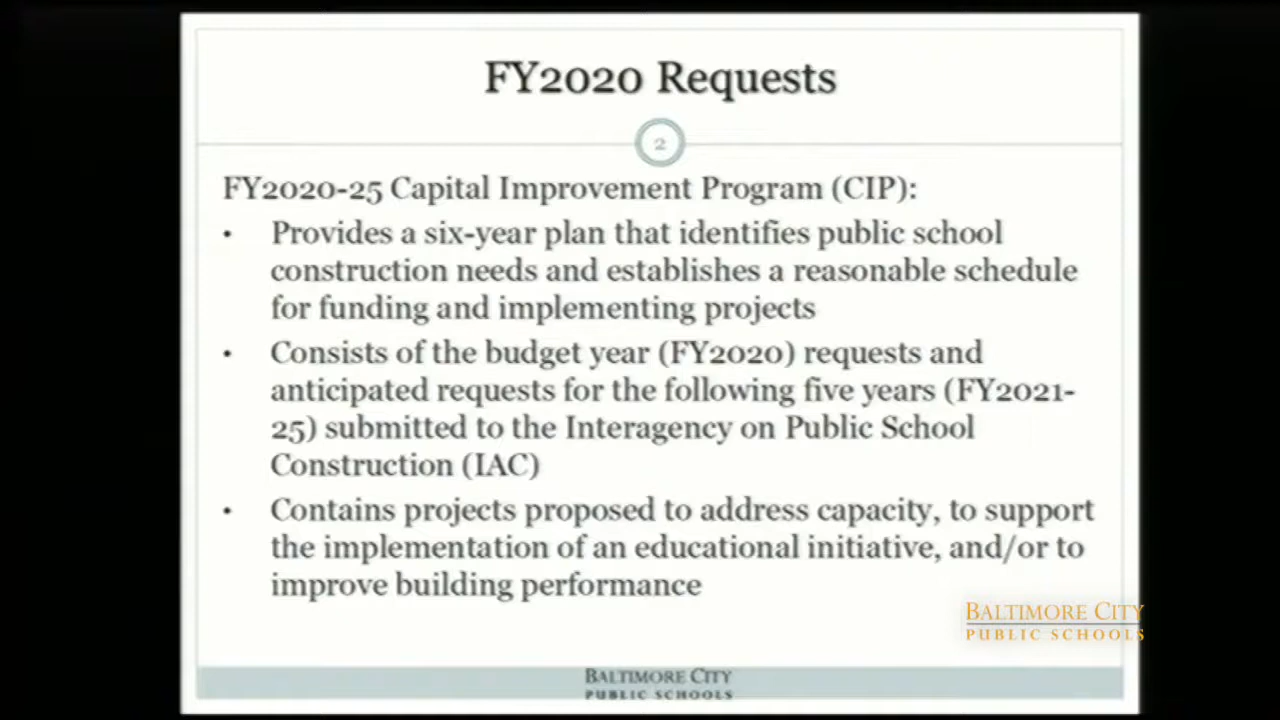 FY2020 Requests
2
FY2020-25 Capital Improvement Program (CIP):
• Provides a six-year plan that identifies public school
construction needs and establishes a reasonable schedule
for funding and implementing projects
• Consists of the budget year (FY2020) requests and
anticipated requests for the following five years (FY2021-
25) submitted to the Interagency on Public School
Construction (IAC)
• Contains projects proposed to address capacity, to support
the implementation of an educational initiative, and/or to
improve building performance
BALTIMORE CITY
PUBLIC SCHOOLS
BALTIMORE CITY
PUBLIC SCHOOLS